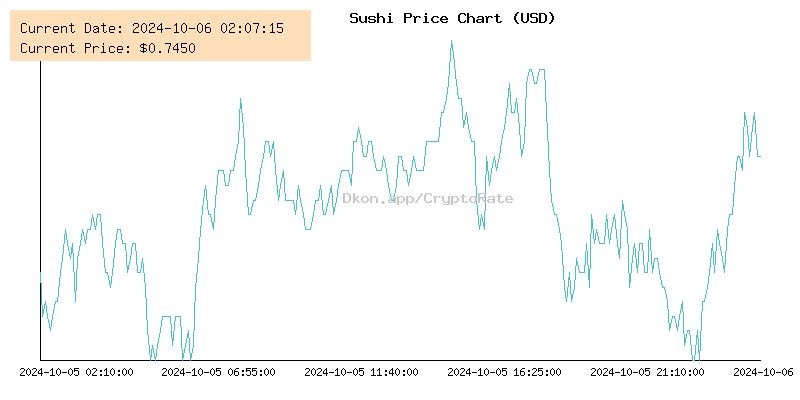 Sushi Price Chart (USD)
Current Date: 2024-10-06 02:07:15
Current Price: $0.7450
Dkon.app/CryptoRate
2024-10-05 02:10:00 2024-10-05 06:55:00 2024-10-05 11:40:00 2024-10-05 16:25:00 2024-10-05 21:10:00 2024-10-06